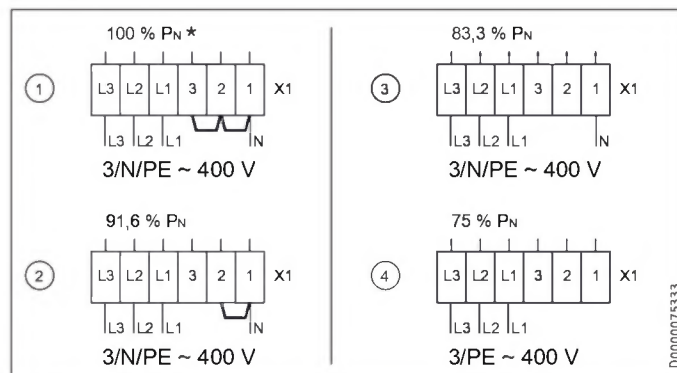 100 % PN *
1 L3 L2 L1 3 2 1 X1
L3 L2 L1 N
3/N/PE ~ 400 V
91,6 % PN
2 L3 L2 L1 3 2 1 X1
L3 L2 L1 N
3/N/PE ~ 400 V
83,3 % PN
3 L3 L2 L1 3 2 1 X1
L3 L2 L1 N
3/N/PE ~ 400 V
75 % PN
4 L3 L2 L1 3 2 1 X1
L3 L2 L1
3/PE ~ 400 V
D0000075333